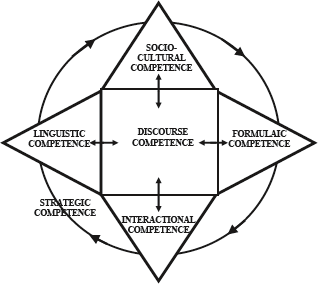 SOCIO-
CULTURAL
COMPETENCE
LINGUISTIC
COMPETENCE
DISCOURSE
COMPETENCE
FORMULAIC
COMPETENCE
STRATEGIC
COMPETENCE
INTERACTIONAL
COMPETENCE